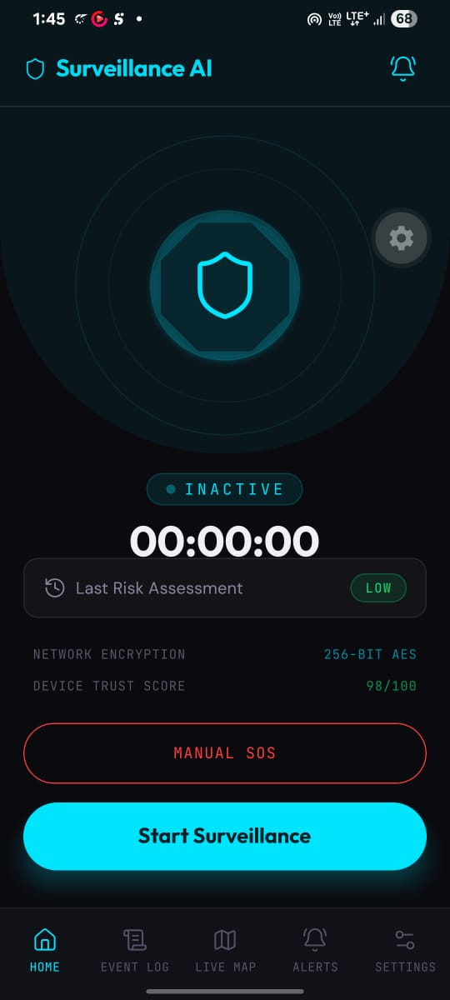 1:45 Vo)) LTE LTE+ 68
Surveillance AI
INACTIVE
00:00:00
Last Risk Assessment LOW
NETWORK ENCRYPTION 256-BIT AES
DEVICE TRUST SCORE 98/100
MANUAL SOS
Start Surveillance
HOME EVENT LOG LIVE MAP ALERTS SETTINGS